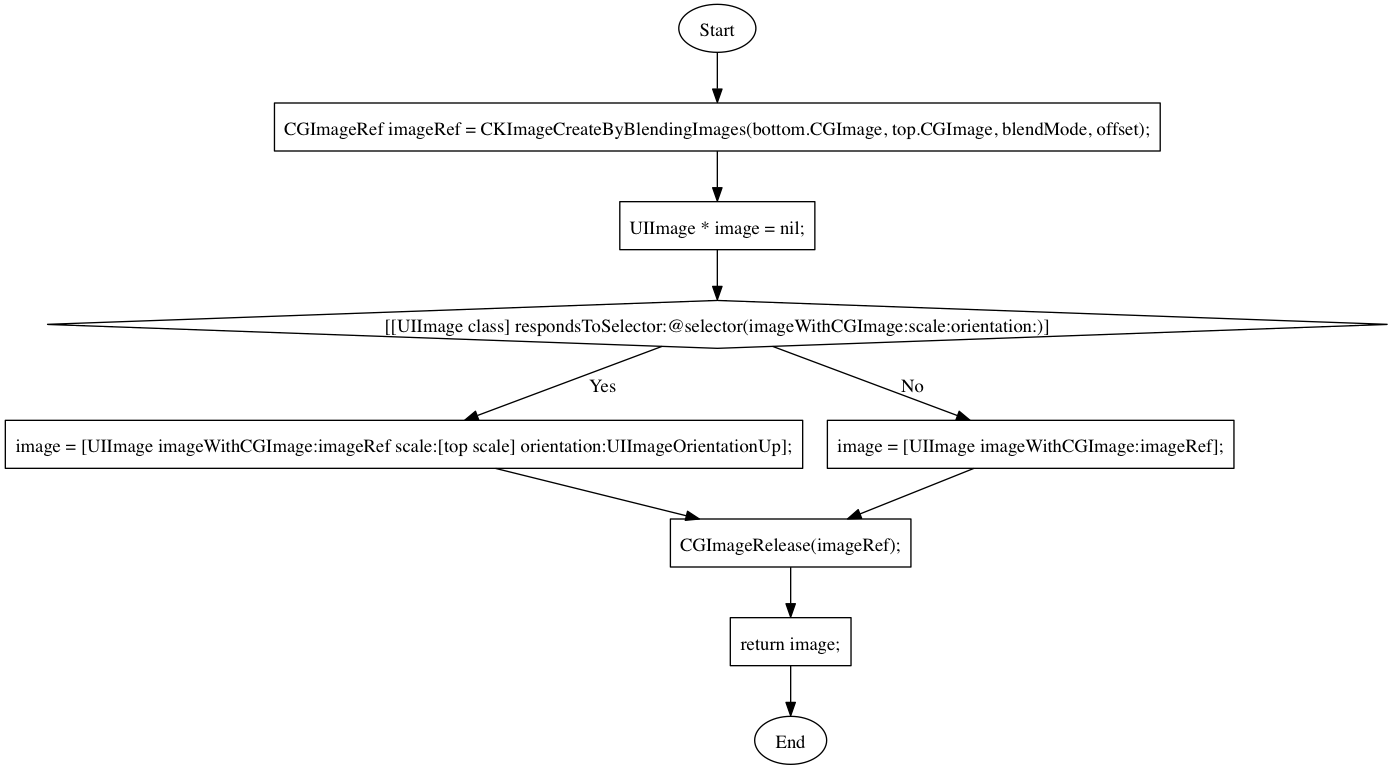 Start
CGImageRef imageRef = CKImageCreateByBlendingImages(bottom.CGImage, top.CGImage, blendMode, offset);
UIImage * image = nil;
[[UIImage class] respondsToSelector:@selector(imageWithCGImage:scale:orientation:)]
Yes
No
image = [UIImage imageWithCGImage:imageRef scale:[top scale] orientation:UIImageOrientationUp];
image = [UIImage imageWithCGImage:imageRef];
CGImageRelease(imageRef);
return image;
End